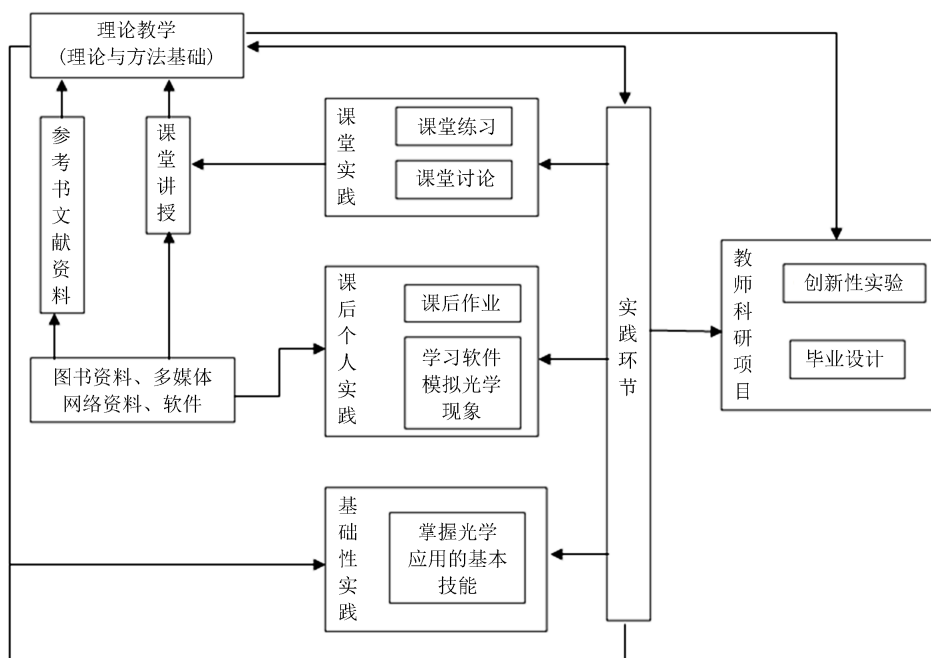 理论教学
(理论与方法基础)
参考书文献资料
课堂讲授
图书资料、多媒体
网络资料、软件
课堂实践
课堂练习
课堂讨论
课后个人实践
课后作业
学习软件
模拟光学
现象
基础性实践
掌握光学
应用的基本
技能
实践环节
教师科研项目
创新性实验
毕业设计